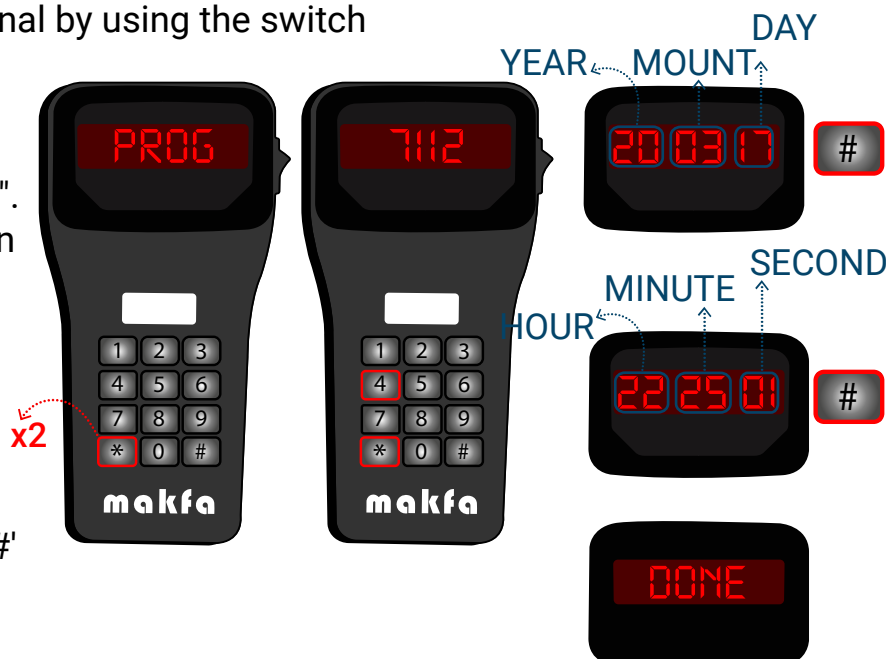 nal by using the switch
".
n
#'
PROG
1 2 3
4 5 6
7 8 9
* 0 #
x2
makfa
7112
1 2 3
4 5 6
7 8 9
* 0 #
makfa
DAY
YEAR MOUNT
20 03 17 #
SECOND
MINUTE
HOUR
22 25 01 #
DONE